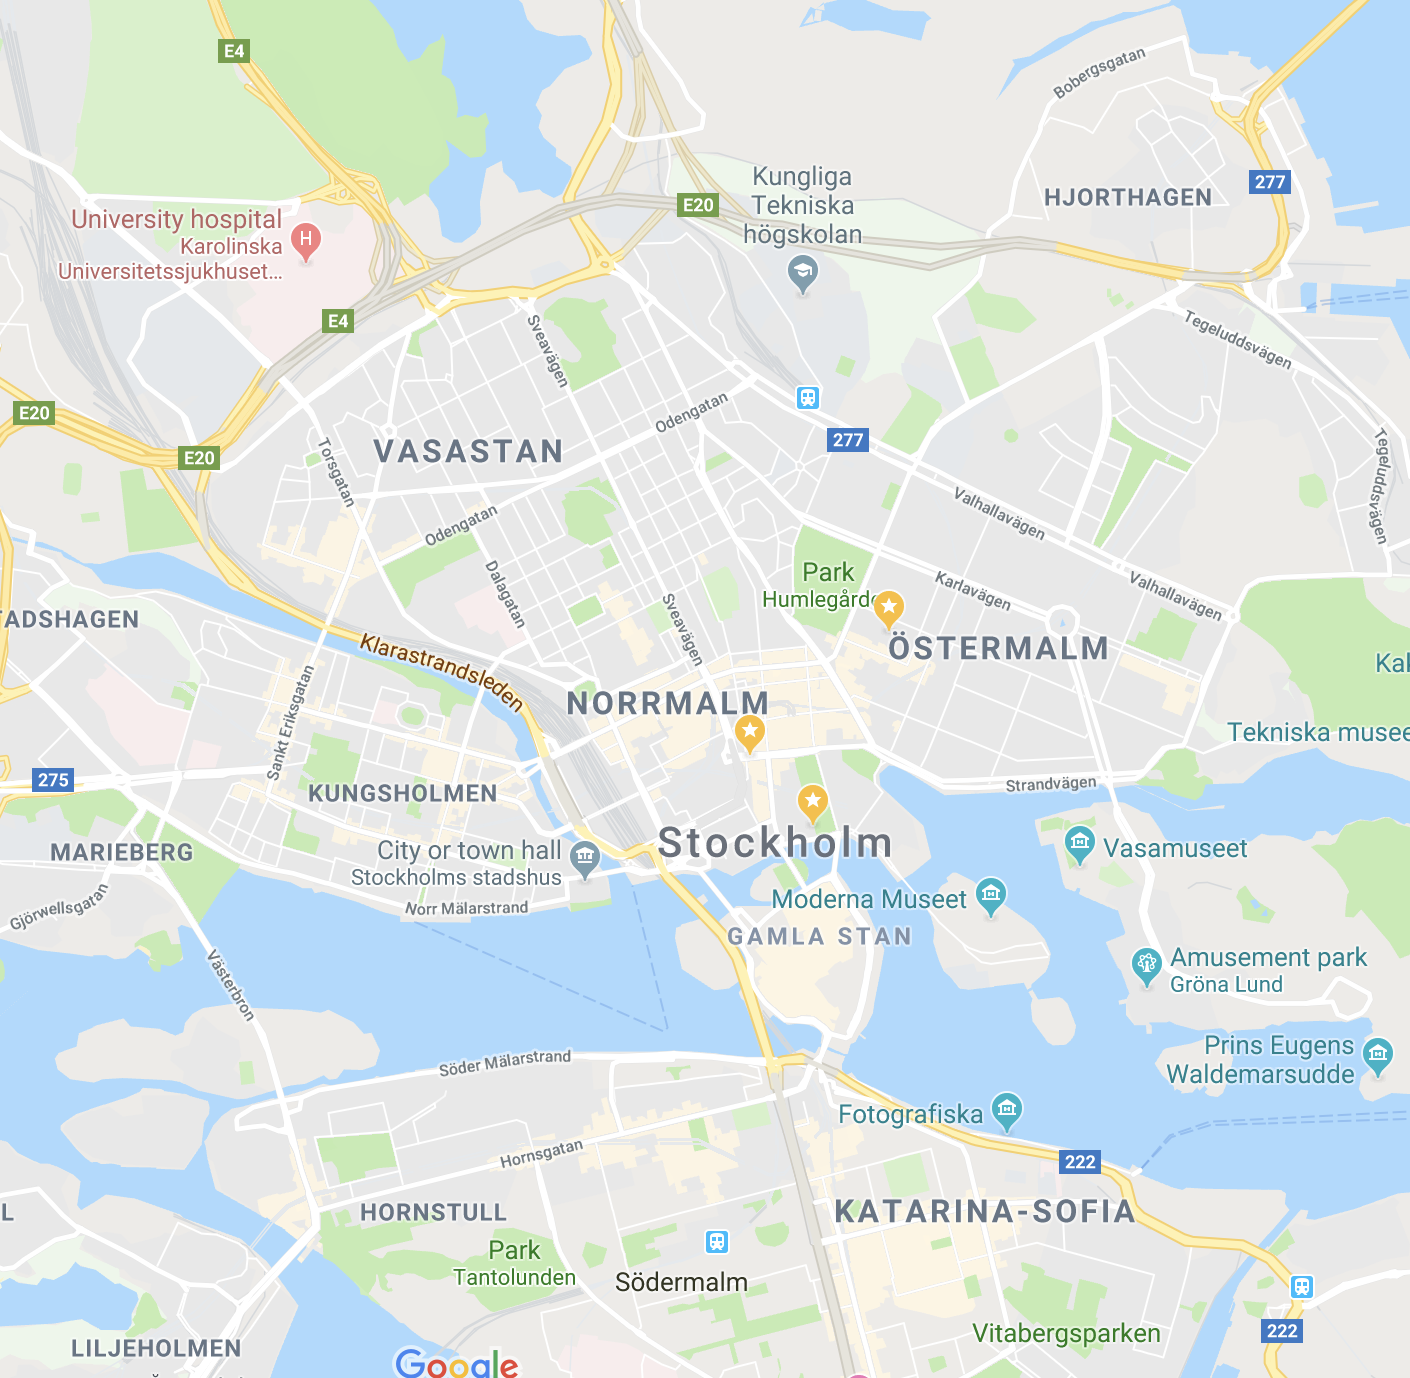 E4
Bobergsgatan
Kungliga
Tekniska
högskolan
277
HJORTHAGEN
E20
University hospital
Karolinska
Universitetssjukhuset...
E4
Tegeluddsvägen
Sveavägen
E20
Odengatan
277
VASASTAN
E20
Torsgatan
Tegeluddsvägen
Valhallavägen
Odengatan
Dalagatan
Park
Humlegårde
Karlavägen
Valhallavägen
TADSHAGEN
Sveavägen
ÖSTERMALM
Klarastrandsleden
Kak
Sankt Eriksgatan
NORRMALM
Tekniska musee
275
KUNGSHOLMEN
Strandvägen
Stockholm
MARIEBERG
City or town hall
Stockholms stadshus
Vasamuseet
Gjörwellsgatan
Norr Mälarstrand
Moderna Museet
GAMLA STAN
Västerbron
Amusement park
Gröna Lund
Söder Mälarstrand
Prins Eugens
Waldemarsudde
Fotografiska
Hornsgatan
222
L
HORNSTULL
KATARINA-SOFIA
Park
Tantolunden
Södermalm
222
Vitabergsparken
LILJEHOLMEN
Google